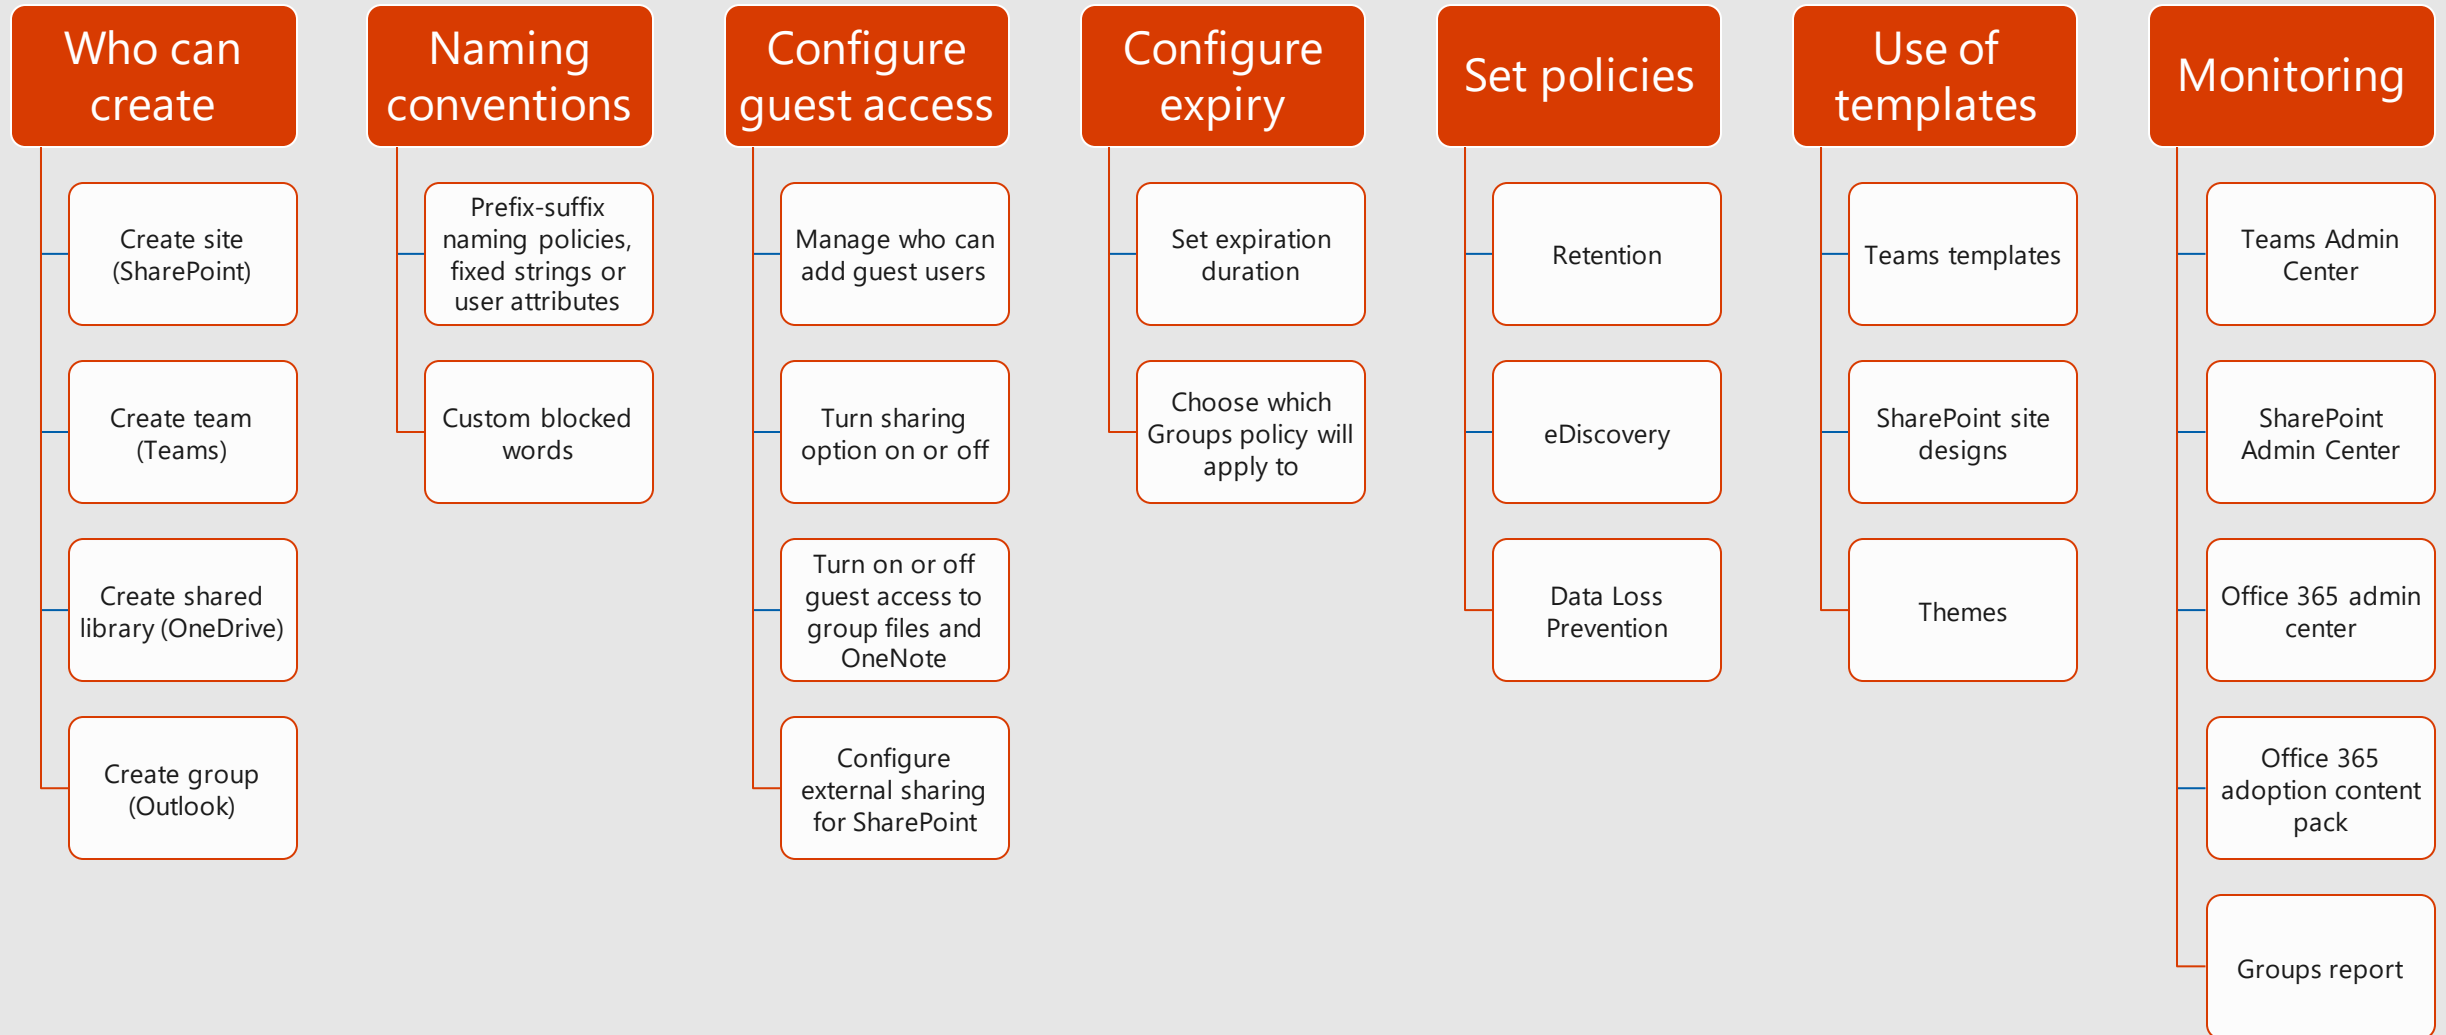 Who can
create
Create site
(SharePoint)
Create team
(Teams)
Create shared
library (OneDrive)
Create group
(Outlook)
Naming
conventions
Prefix-suffix
naming policies,
fixed strings or
user attributes
Custom blocked
words
Configure
guest access
Manage who can
add guest users
Turn sharing
option on or off
Turn on or off
guest access to
group files and
OneNote
Configure
external sharing
for SharePoint
Configure
expiry
Set expiration
duration
Choose which
Groups policy will
apply to
Set policies
Retention
eDiscovery
Data Loss
Prevention
Use of
templates
Teams templates
SharePoint site
designs
Themes
Monitoring
Teams Admin
Center
SharePoint
Admin Center
Office 365 admin
center
Office 365
adoption content
pack
Groups report